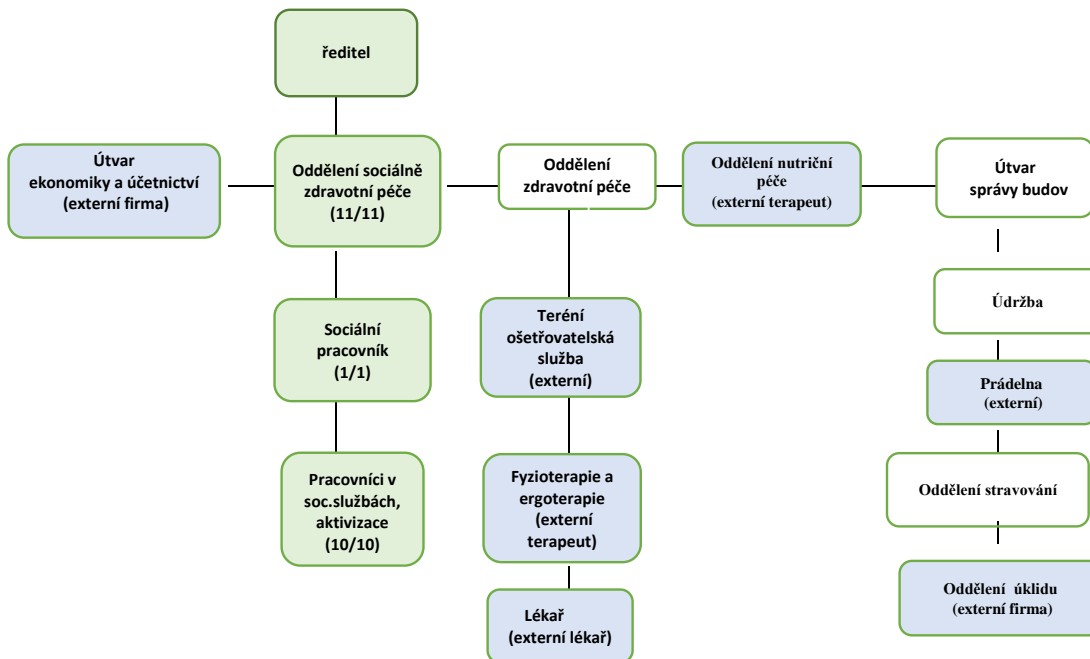 ředitel
Útvar
ekonomiky a účetnictví
(externí firma)
Oddělení sociálně
zdravotní péče
(11/11)
Oddělení
zdravotní péče
Oddělení nutriční
péče
(externí terapeut)
Útvar
správy budov
Sociální
pracovník
(1/1)
Teréní
ošetřovatelská
služba
(externí)
Údržba
Prádelna
(externí)
Pracovníci v
soc.službách,
aktivizace
(10/10)
Fyzioterapie a
ergoterapie
(externí
terapeut)
Oddělení stravování
Lékař
(externí lékař)
Oddělení úklidu
(externí firma)